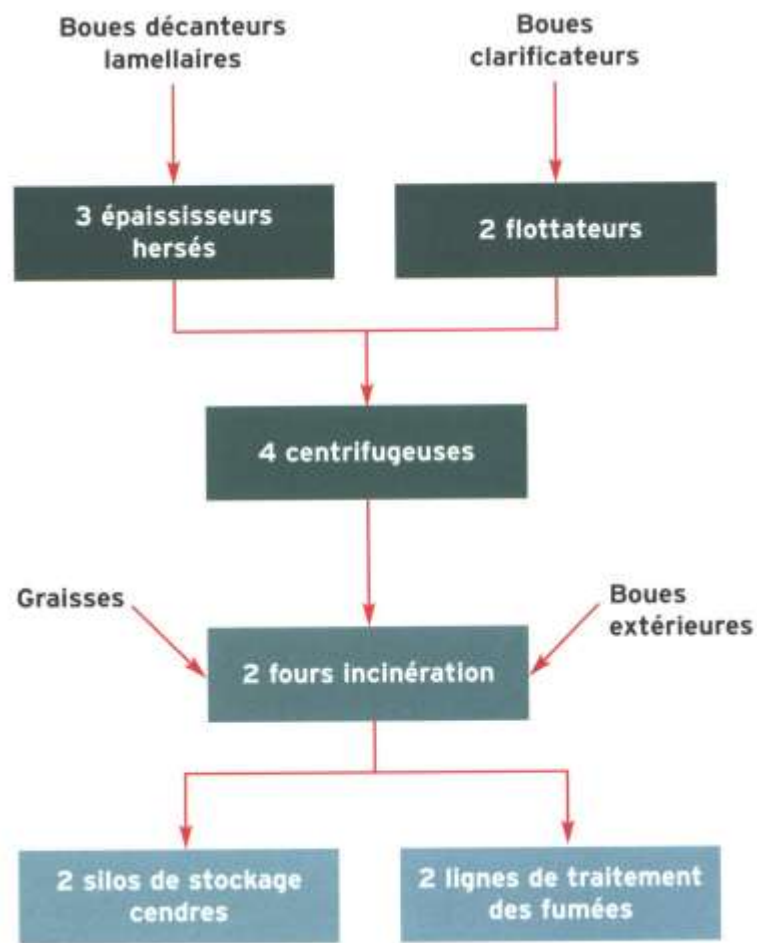 Boues décanteurs
lamellaires
Boues
clarificateurs
3 épaississeurs
hersés
2 flottateurs
4 centrifugeuses
Graisses
Boues
extérieures
2 fours incinération
2 silos de stockage
cendres
2 lignes de traitement
des fumées